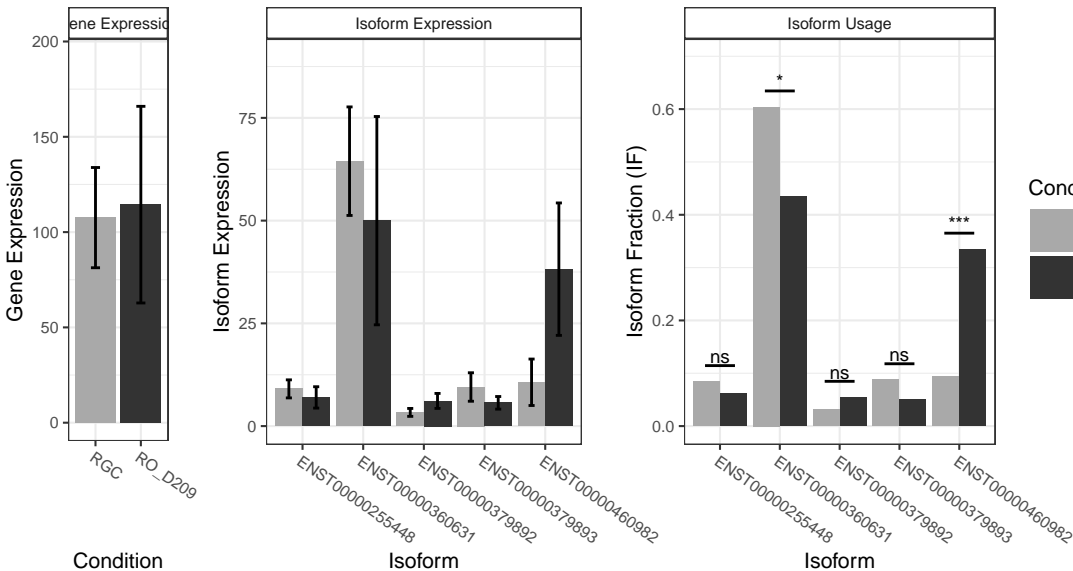 ene Expressio
Gene Expression
200
150
100
50
0
RGC
RO_D209
Condition
Isoform Expression
Isoform Expression
75
50
25
0
ENST00000255448
ENST00000360631
ENST00000379892
ENST00000379893
ENST00000460982
Isoform
Isoform Usage
Isoform Fraction (IF)
0.6
0.4
0.2
0.0
ns
*
ns
ns
***
ENST00000255448
ENST00000360631
ENST00000379892
ENST00000379893
ENST00000460982
Isoform
Cond